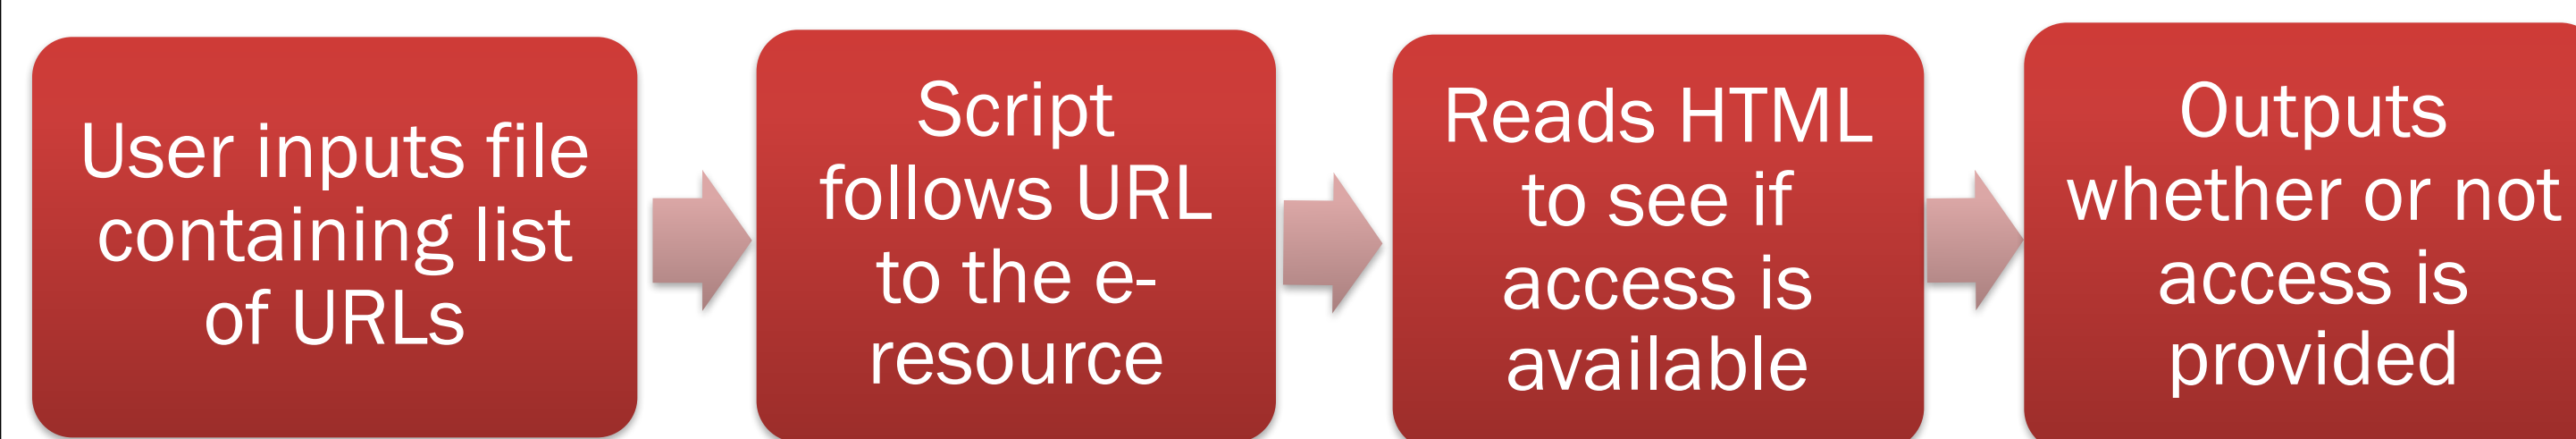 User inputs file
containing list
of URLs
Script
follows URL
to the e-
resource
Reads HTML
to see if
access is
available
Outputs
whether or not
access is
provided